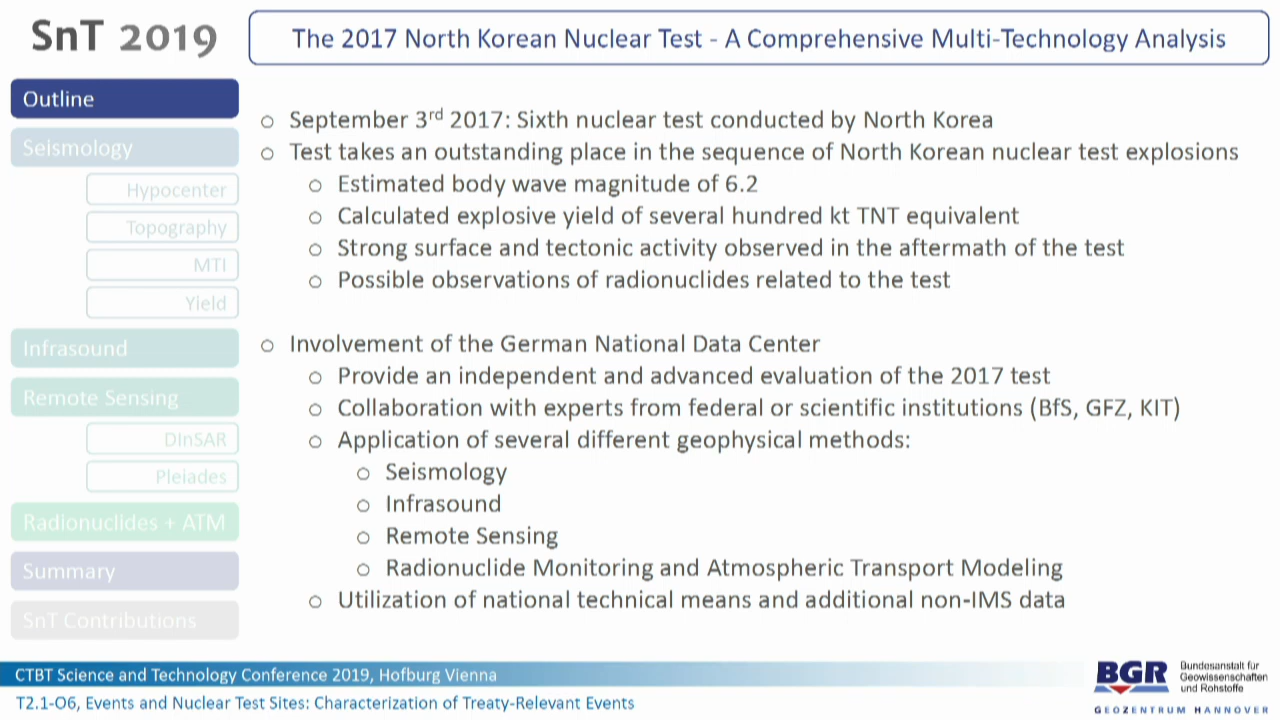 SnT 2019
The 2017 North Korean Nuclear Test - A Comprehensive Multi-Technology Analysis
Outline
Seismology
Hypocenter
Topography
MTI
Yield
Infrasound
Remote Sensing
DInSAR
Pleiades
Radionuclides + ATM
Summary
SnT Contributions
○ September 3rd 2017: Sixth nuclear test conducted by North Korea
○ Test takes an outstanding place in the sequence of North Korean nuclear test explosions
○ Estimated body wave magnitude of 6.2
○ Calculated explosive yield of several hundred kt TNT equivalent
○ Strong surface and tectonic activity observed in the aftermath of the test
○ Possible observations of radionuclides related to the test
○ Involvement of the German National Data Center
○ Provide an independent and advanced evaluation of the 2017 test
○ Collaboration with experts from federal or scientific institutions (BfS, GFZ, KIT)
○ Application of several different geophysical methods:
○ Seismology
○ Infrasound
○ Remote Sensing
○ Radionuclide Monitoring and Atmospheric Transport Modeling
○ Utilization of national technical means and additional non-IMS data
CTBT Science and Technology Conference 2019, Hofburg Vienna
T2.1-O6, Events and Nuclear Test Sites: Characterization of Treaty-Relevant Events
BGR
Bundesanstalt für
Geowissenschaften
und Rohstoffe
GEOZENTRUM HANNOVER